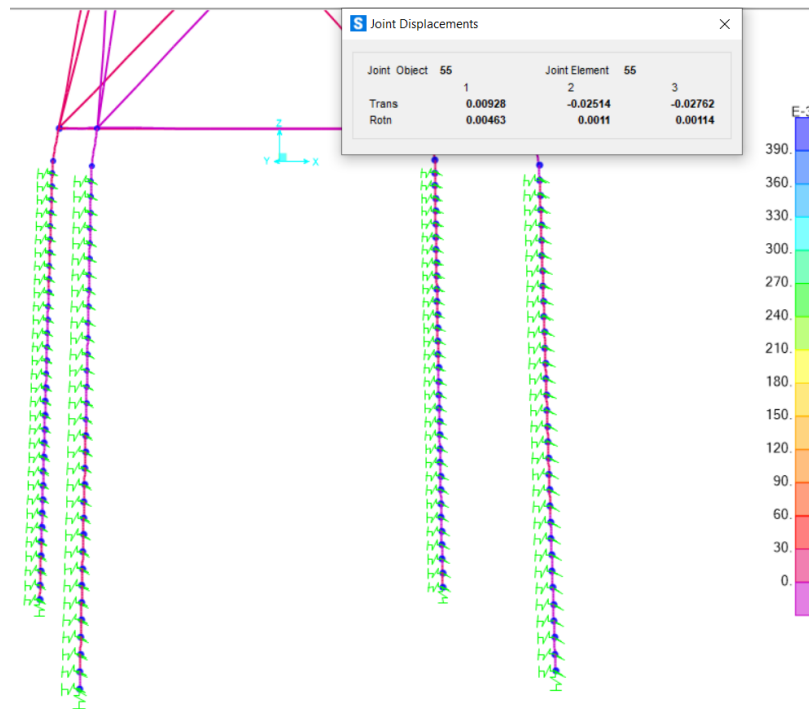 S Joint Displacements
Joint Object 55 Joint Element 55
1 2 3
Trans 0.00928 -0.02514 -0.02762
Rotn 0.00463 0.0011 0.00114
E-3
390.
360.
330.
300.
270.
240.
210.
180.
150.
120.
90.
60.
30.
0.
Z
Y X